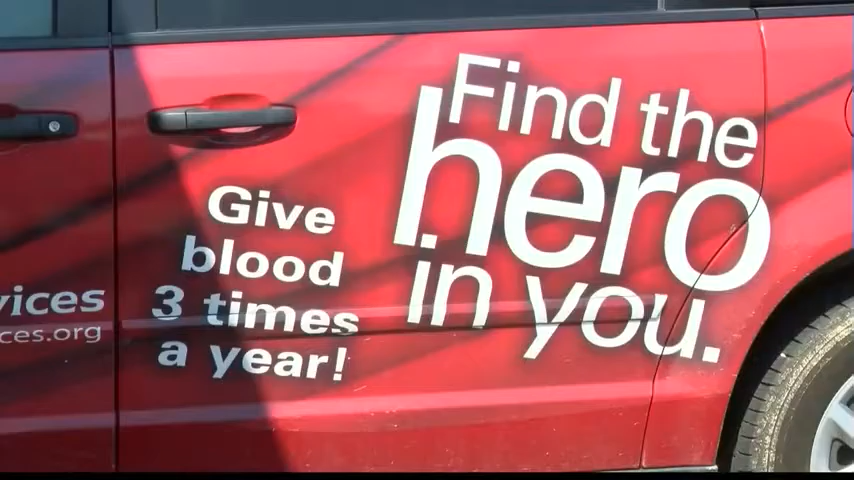 Find the
hero
in you.
Give
blood
3 times
a year!
vices
ces.org